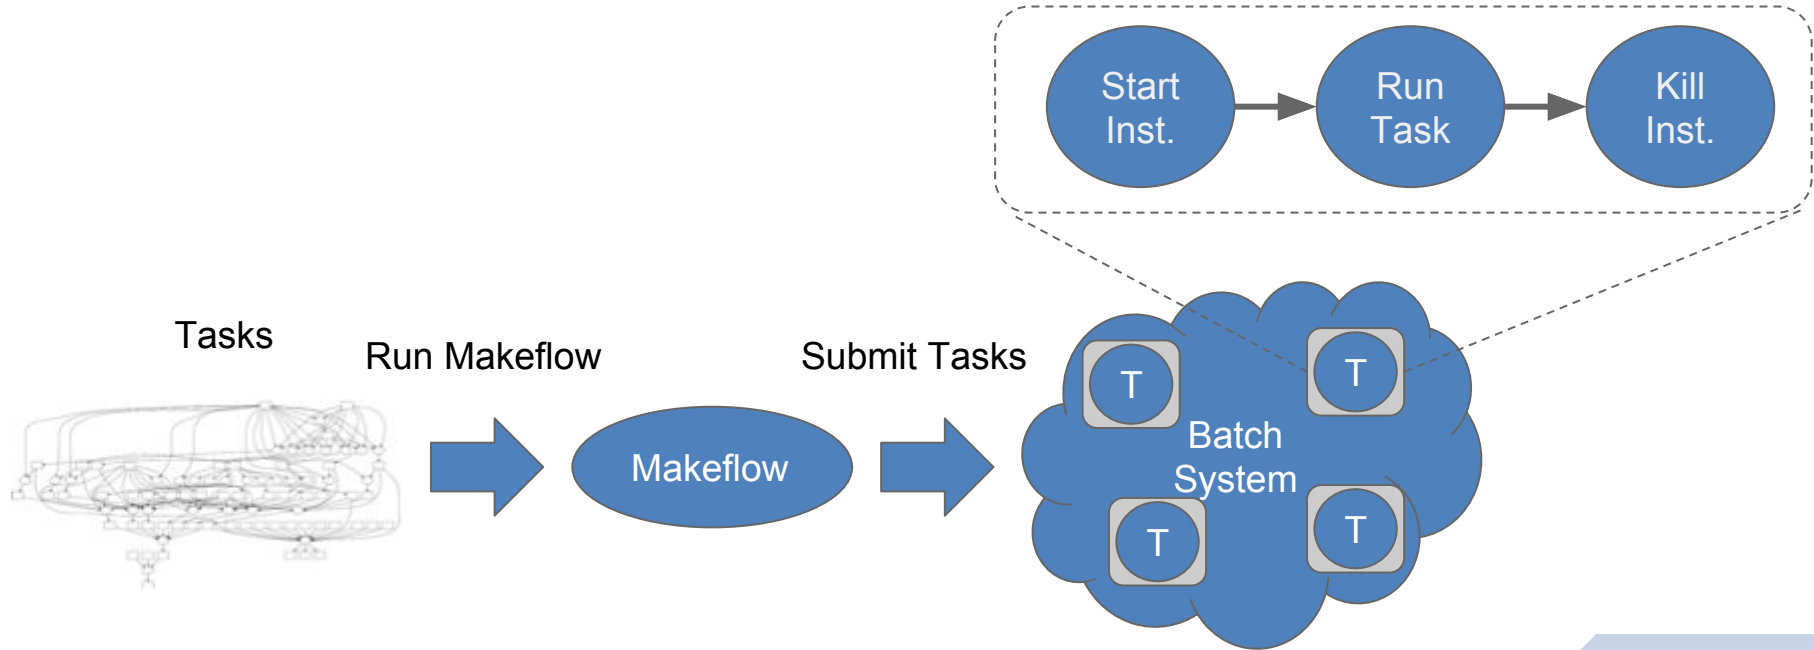 Start
Inst.
Run
Task
Kill
Inst.
Tasks
Run Makeflow
Submit Tasks
Makeflow
T
T
Batch
System
T
T